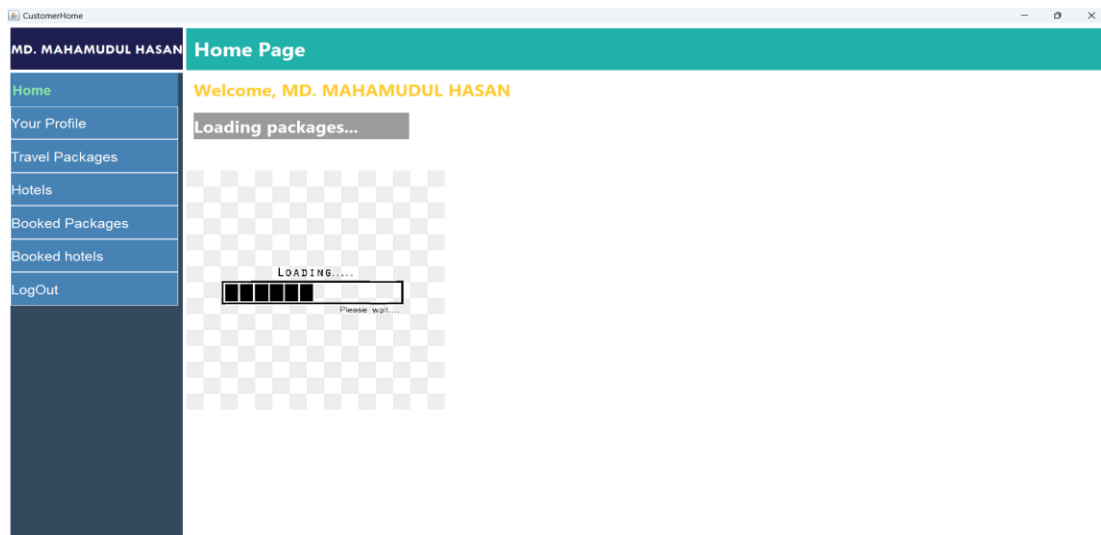 CustomerHome
MD. MAHAMUDUL HASAN
Home Page
Home
Your Profile
Travel Packages
Hotels
Booked Packages
Booked hotels
LogOut
Welcome, MD. MAHAMUDUL HASAN
Loading packages...
LOADING.....
Please wait....